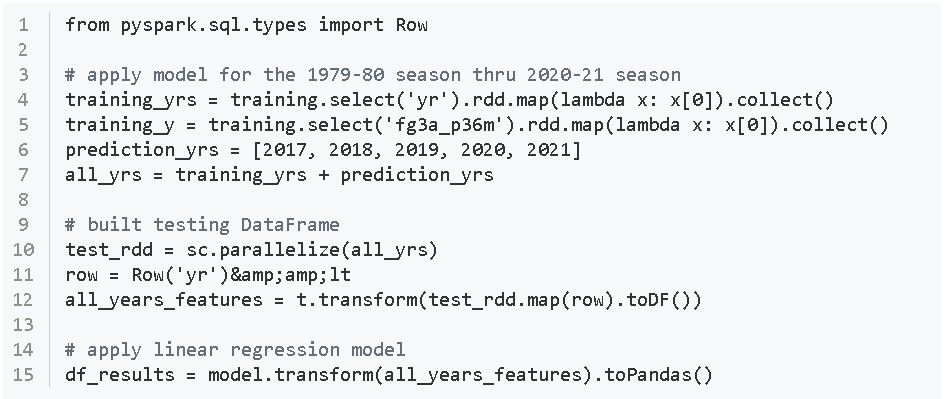 1 from pyspark.sql.types import Row
2
3 # apply model for the 1979-80 season thru 2020-21 season
4 training_yrs = training.select('yr').rdd.map(lambda x: x[0]).collect()
5 training_y = training.select('fg3a_p36m').rdd.map(lambda x: x[0]).collect()
6 prediction_yrs = [2017, 2018, 2019, 2020, 2021]
7 all_yrs = training_yrs + prediction_yrs
8
9 # built testing DataFrame
10 test_rdd = sc.parallelize(all_yrs)
11 row = Row('yr')&amp;amp;lt
12 all_years_features = t.transform(test_rdd.map(row).toDF())
13
14 # apply linear regression model
15 df_results = model.transform(all_years_features).toPandas()